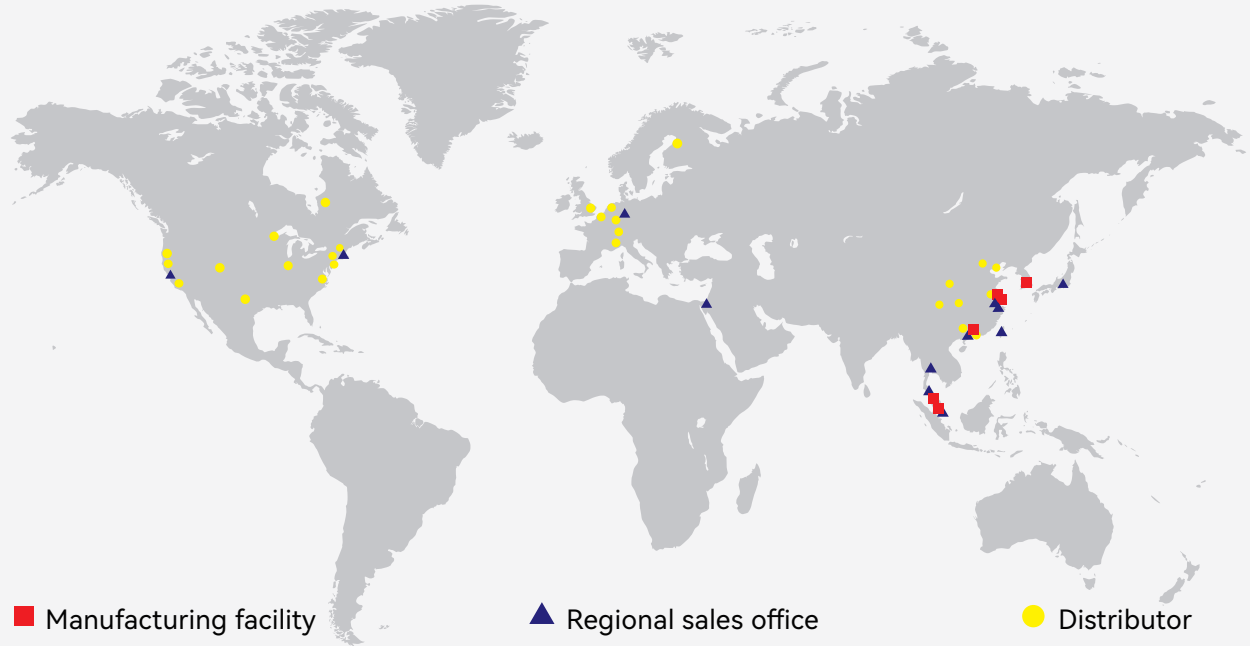 Manufacturing facility
Regional sales office
Distributor